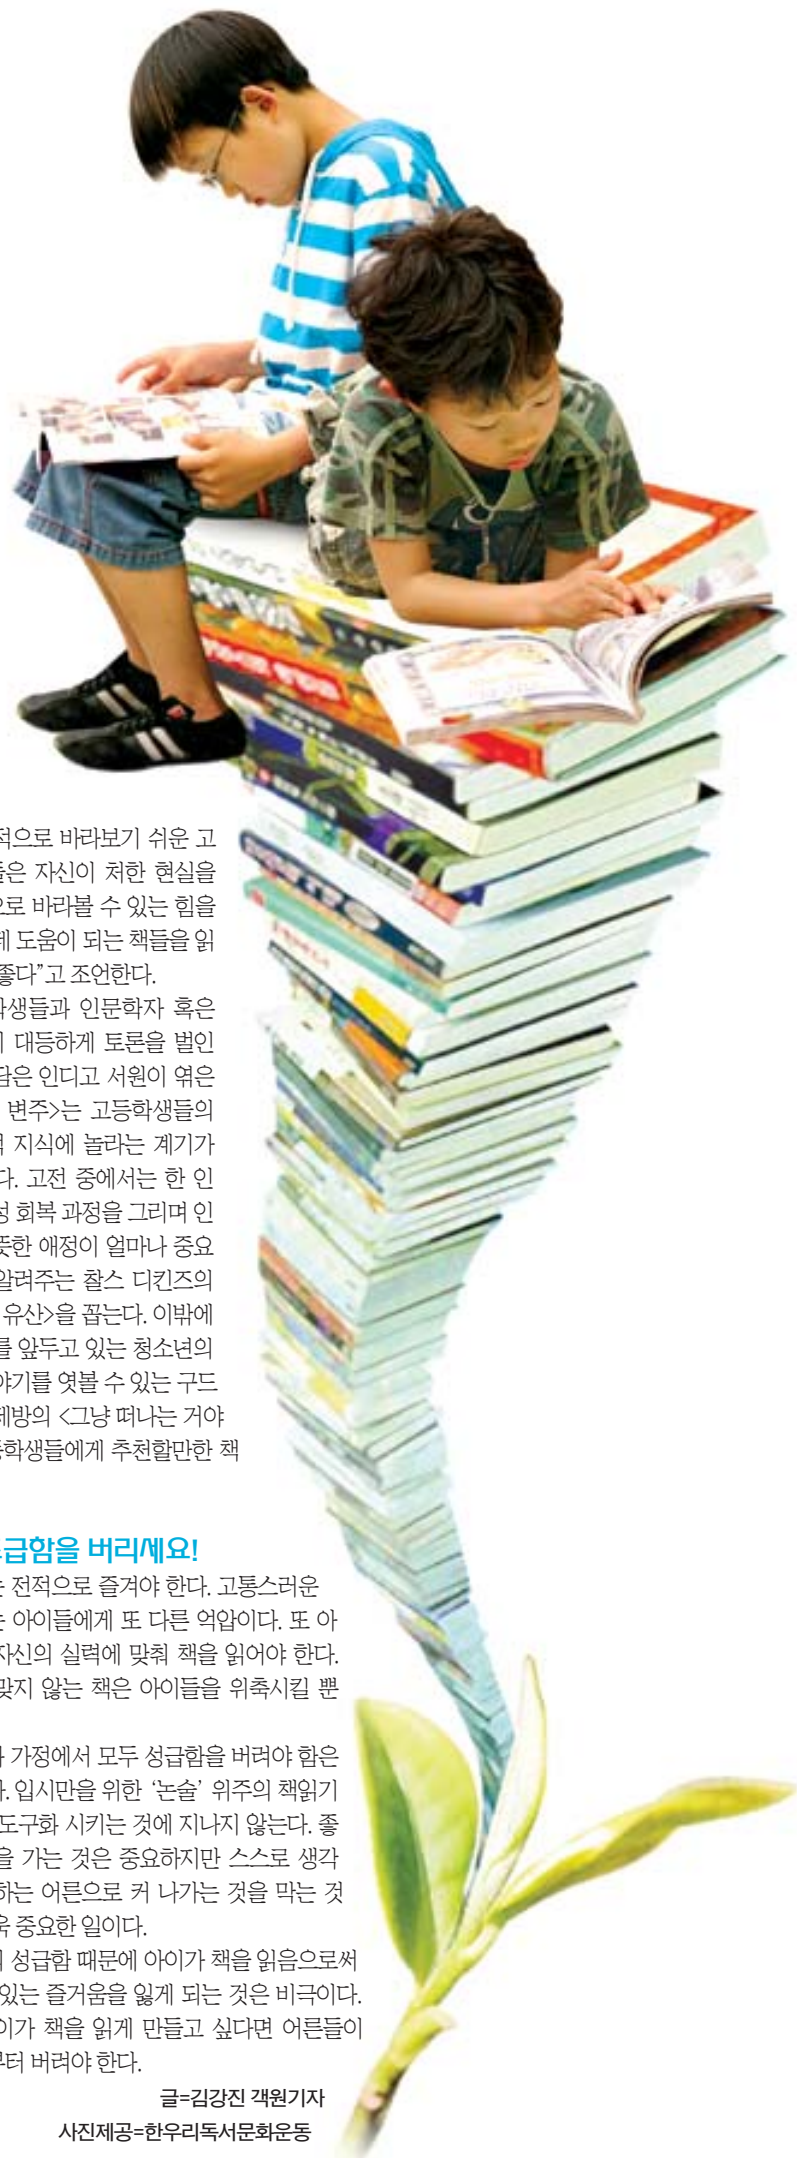 적으로 바라보기 쉬운 고
들은 자신이 처한 현실을
으로 바라볼 수 있는 힘을
데 도움이 되는 책들을 읽
좋다”고 조언한다.
학생들과 인문학자 혹은
이 대등하게 토론을 벌인
담은 인디고 서원이 엮은
변주>는 고등학생들의
적 지식에 놀라는 계기가
다. 고전 중에서는 한 인
성 회복 과정을 그리며 인
뜻한 애정이 얼마나 중요
알려주는 찰스 디킨즈의
유산>을 꼽는다. 이밖에
를 앞두고 있는 청소년의
야기를 엿볼 수 있는 구드
제방의 <그냥 떠나는 거야
등학생들에게 추천할만한 책
급함을 버리세요!
는 전적으로 즐겨야 한다. 고통스러운
는 아이들에게 또 다른 억압이다. 또 아
자신의 실력에 맞춰 책을 읽어야 한다.
맞지 않는 책은 아이들을 위축시킬 뿐
가정에서 모두 성급함을 버려야 함은
다. 입시만을 위한 ‘논술’ 위주의 책읽기
도구화 시키는 것에 지나지 않는다. 좋
을 가는 것은 중요하지만 스스로 생각
하는 어른으로 커 나가는 것을 막는 것
욱 중요한 일이다.
의 성급함 때문에 아이가 책을 읽음으로써
있는 즐거움을 잃게 되는 것은 비극이다.
이가 책을 읽게 만들고 싶다면 어른들이
부터 버려야 한다.
글=김강진 객원기자
사진제공=한우리독서문화운동